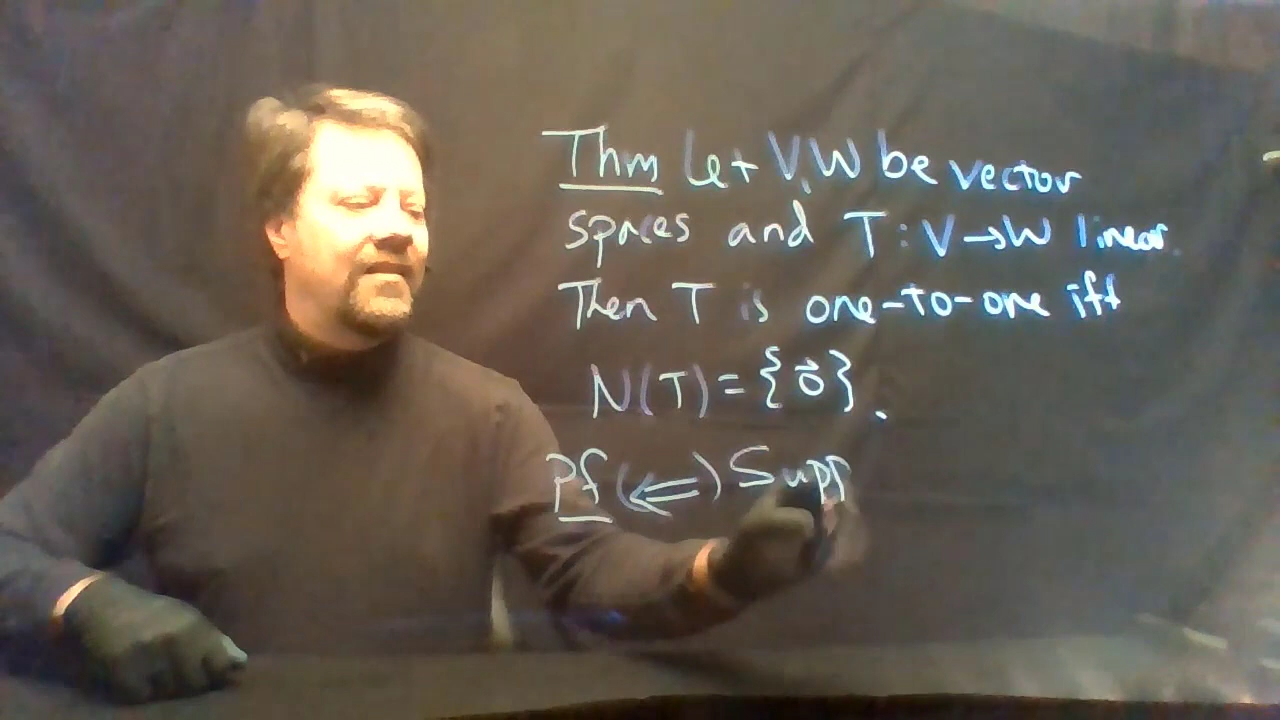 Thm Let V,W be vector
spaces and T: V→W linear.
Then T is one-to-one iff
N(T) = {0⃗}.
Pf (⇐) Supp